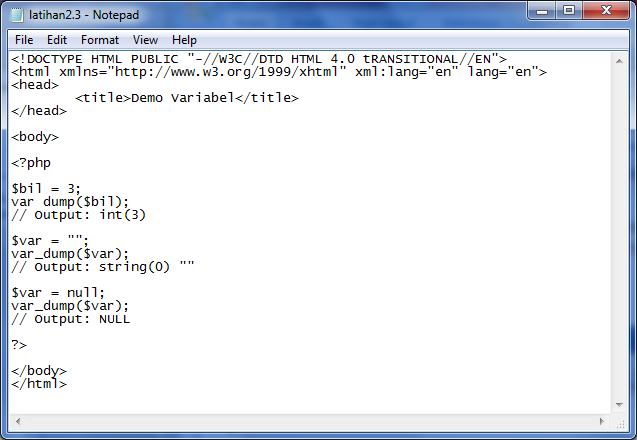 latihan2.3 - Notepad
File Edit Format View Help
<!DOCTYPE HTML PUBLIC "-//W3C//DTD HTML 4.0 tRANSITIONAL//EN">
<html xmlns="http://www.w3.org/1999/xhtml" xml:lang="en" lang="en">
<head>
	<title>Demo Variabel</title>
</head>
<body>
<?php
$bil = 3;
var dump($bil);
// Output: int(3)
$var = "";
var_dump($var);
// Output: string(0) ""
$var = null;
var_dump($var);
// Output: NULL
?>
</body>
</html>